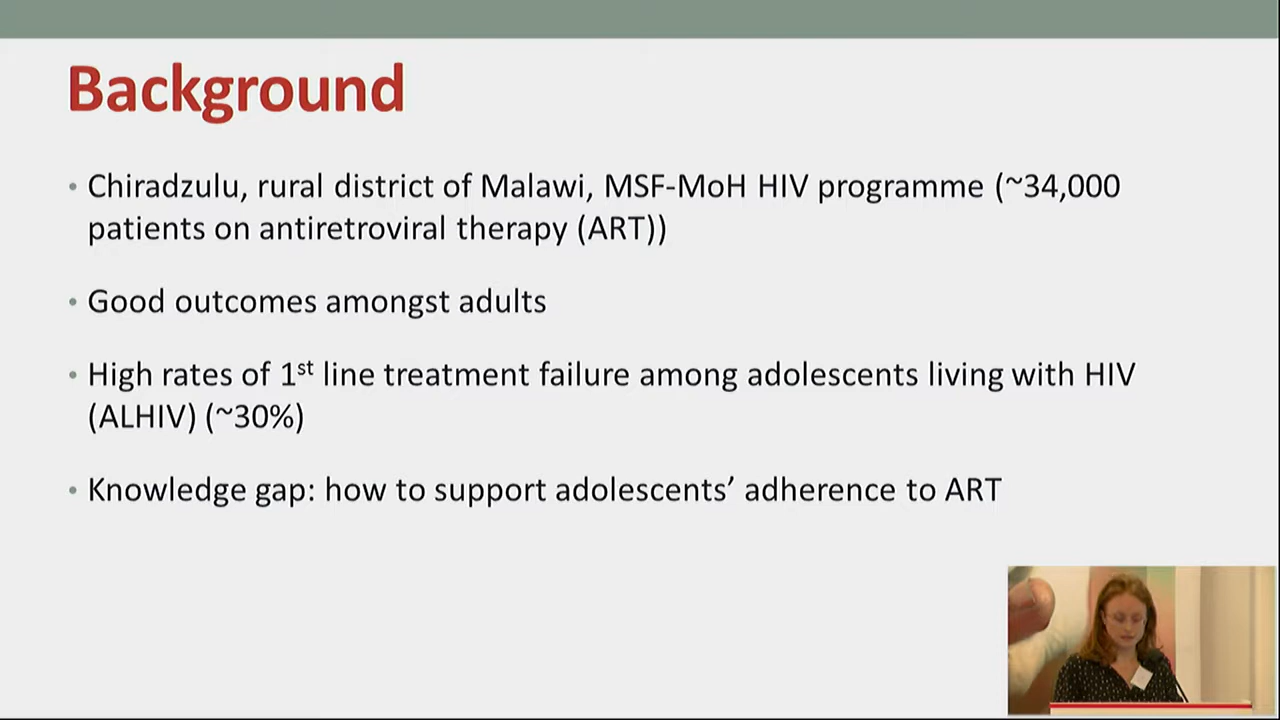 Background
• Chiradzulu, rural district of Malawi, MSF-MoH HIV programme (~34,000
patients on antiretroviral therapy (ART))
• Good outcomes amongst adults
• High rates of 1st line treatment failure among adolescents living with HIV
(ALHIV) (~30%)
• Knowledge gap: how to support adolescents’ adherence to ART